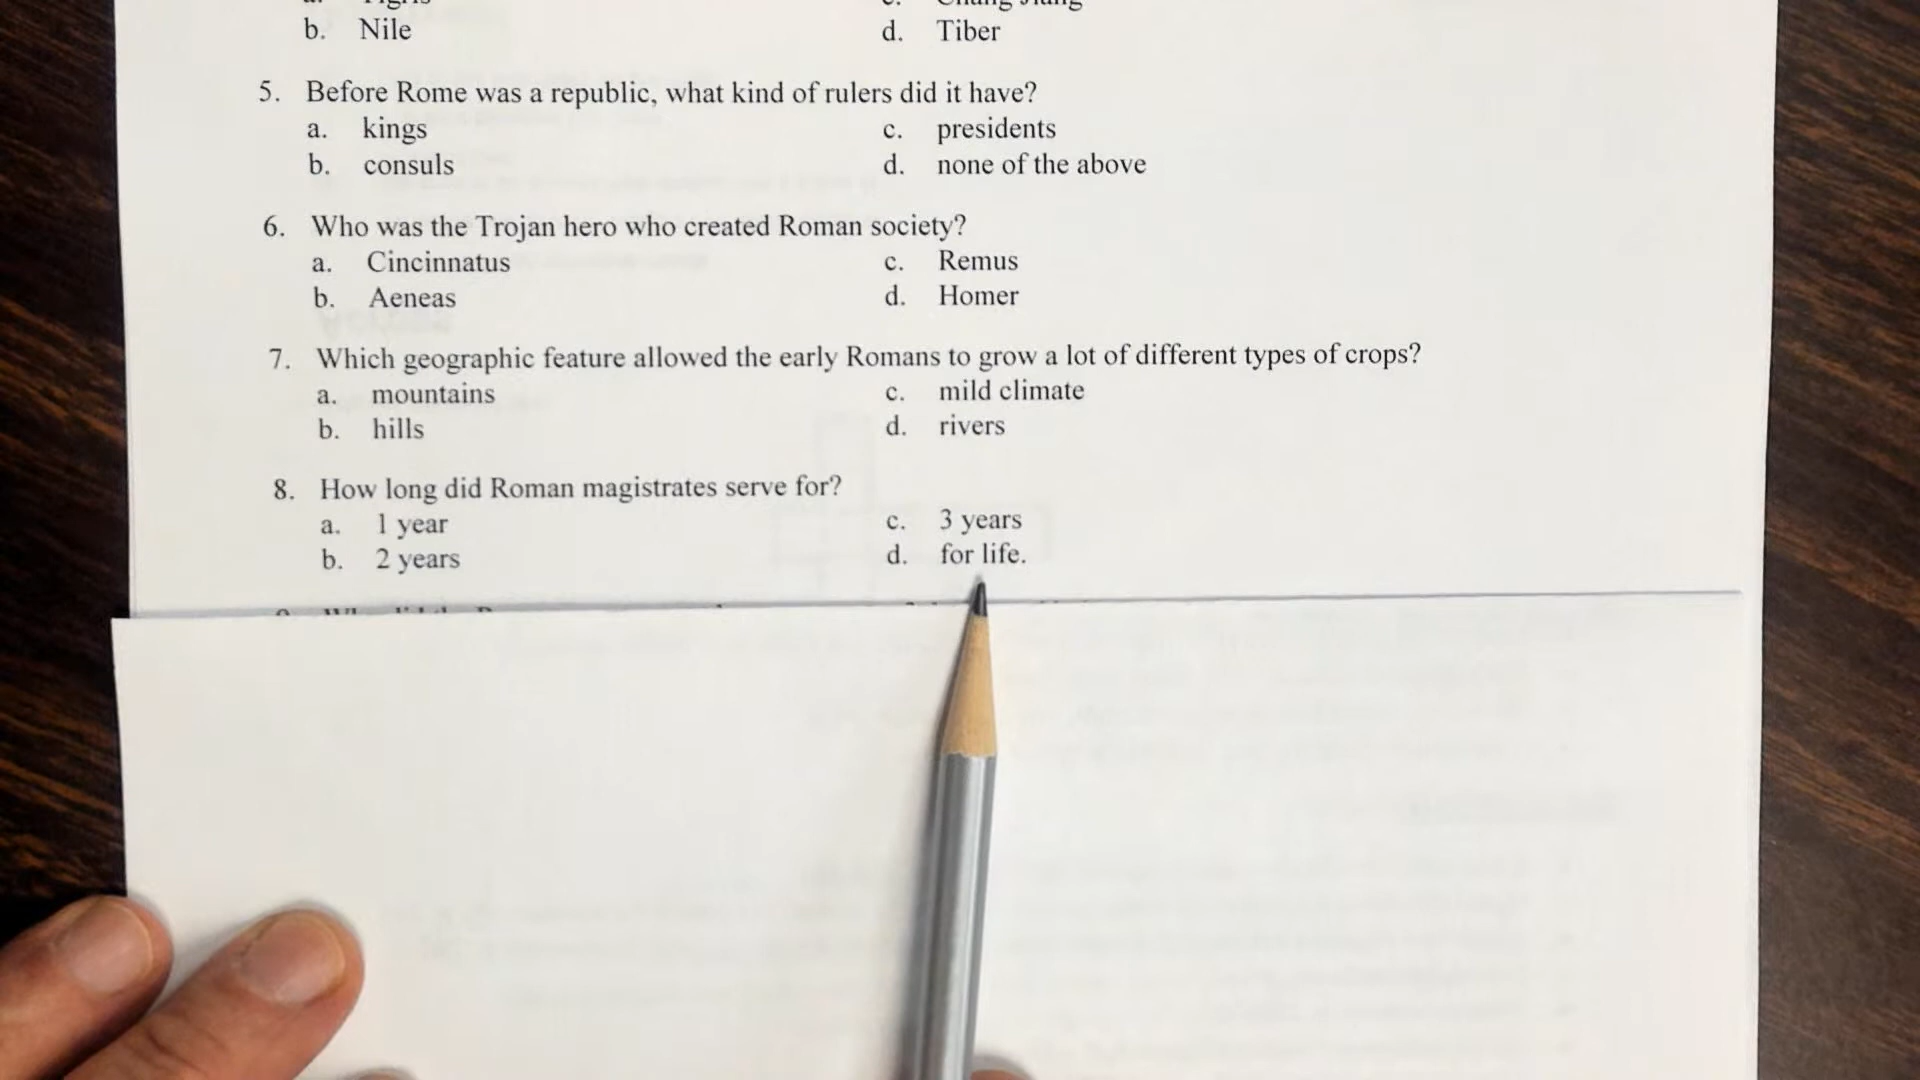 b. Nile d. Tiber
5. Before Rome was a republic, what kind of rulers did it have?
a. kings c. presidents
b. consuls d. none of the above
6. Who was the Trojan hero who created Roman society?
a. Cincinnatus c. Remus
b. Aeneas d. Homer
7. Which geographic feature allowed the early Romans to grow a lot of different types of crops?
a. mountains c. mild climate
b. hills d. rivers
8. How long did Roman magistrates serve for?
a. 1 year c. 3 years
b. 2 years d. for life.